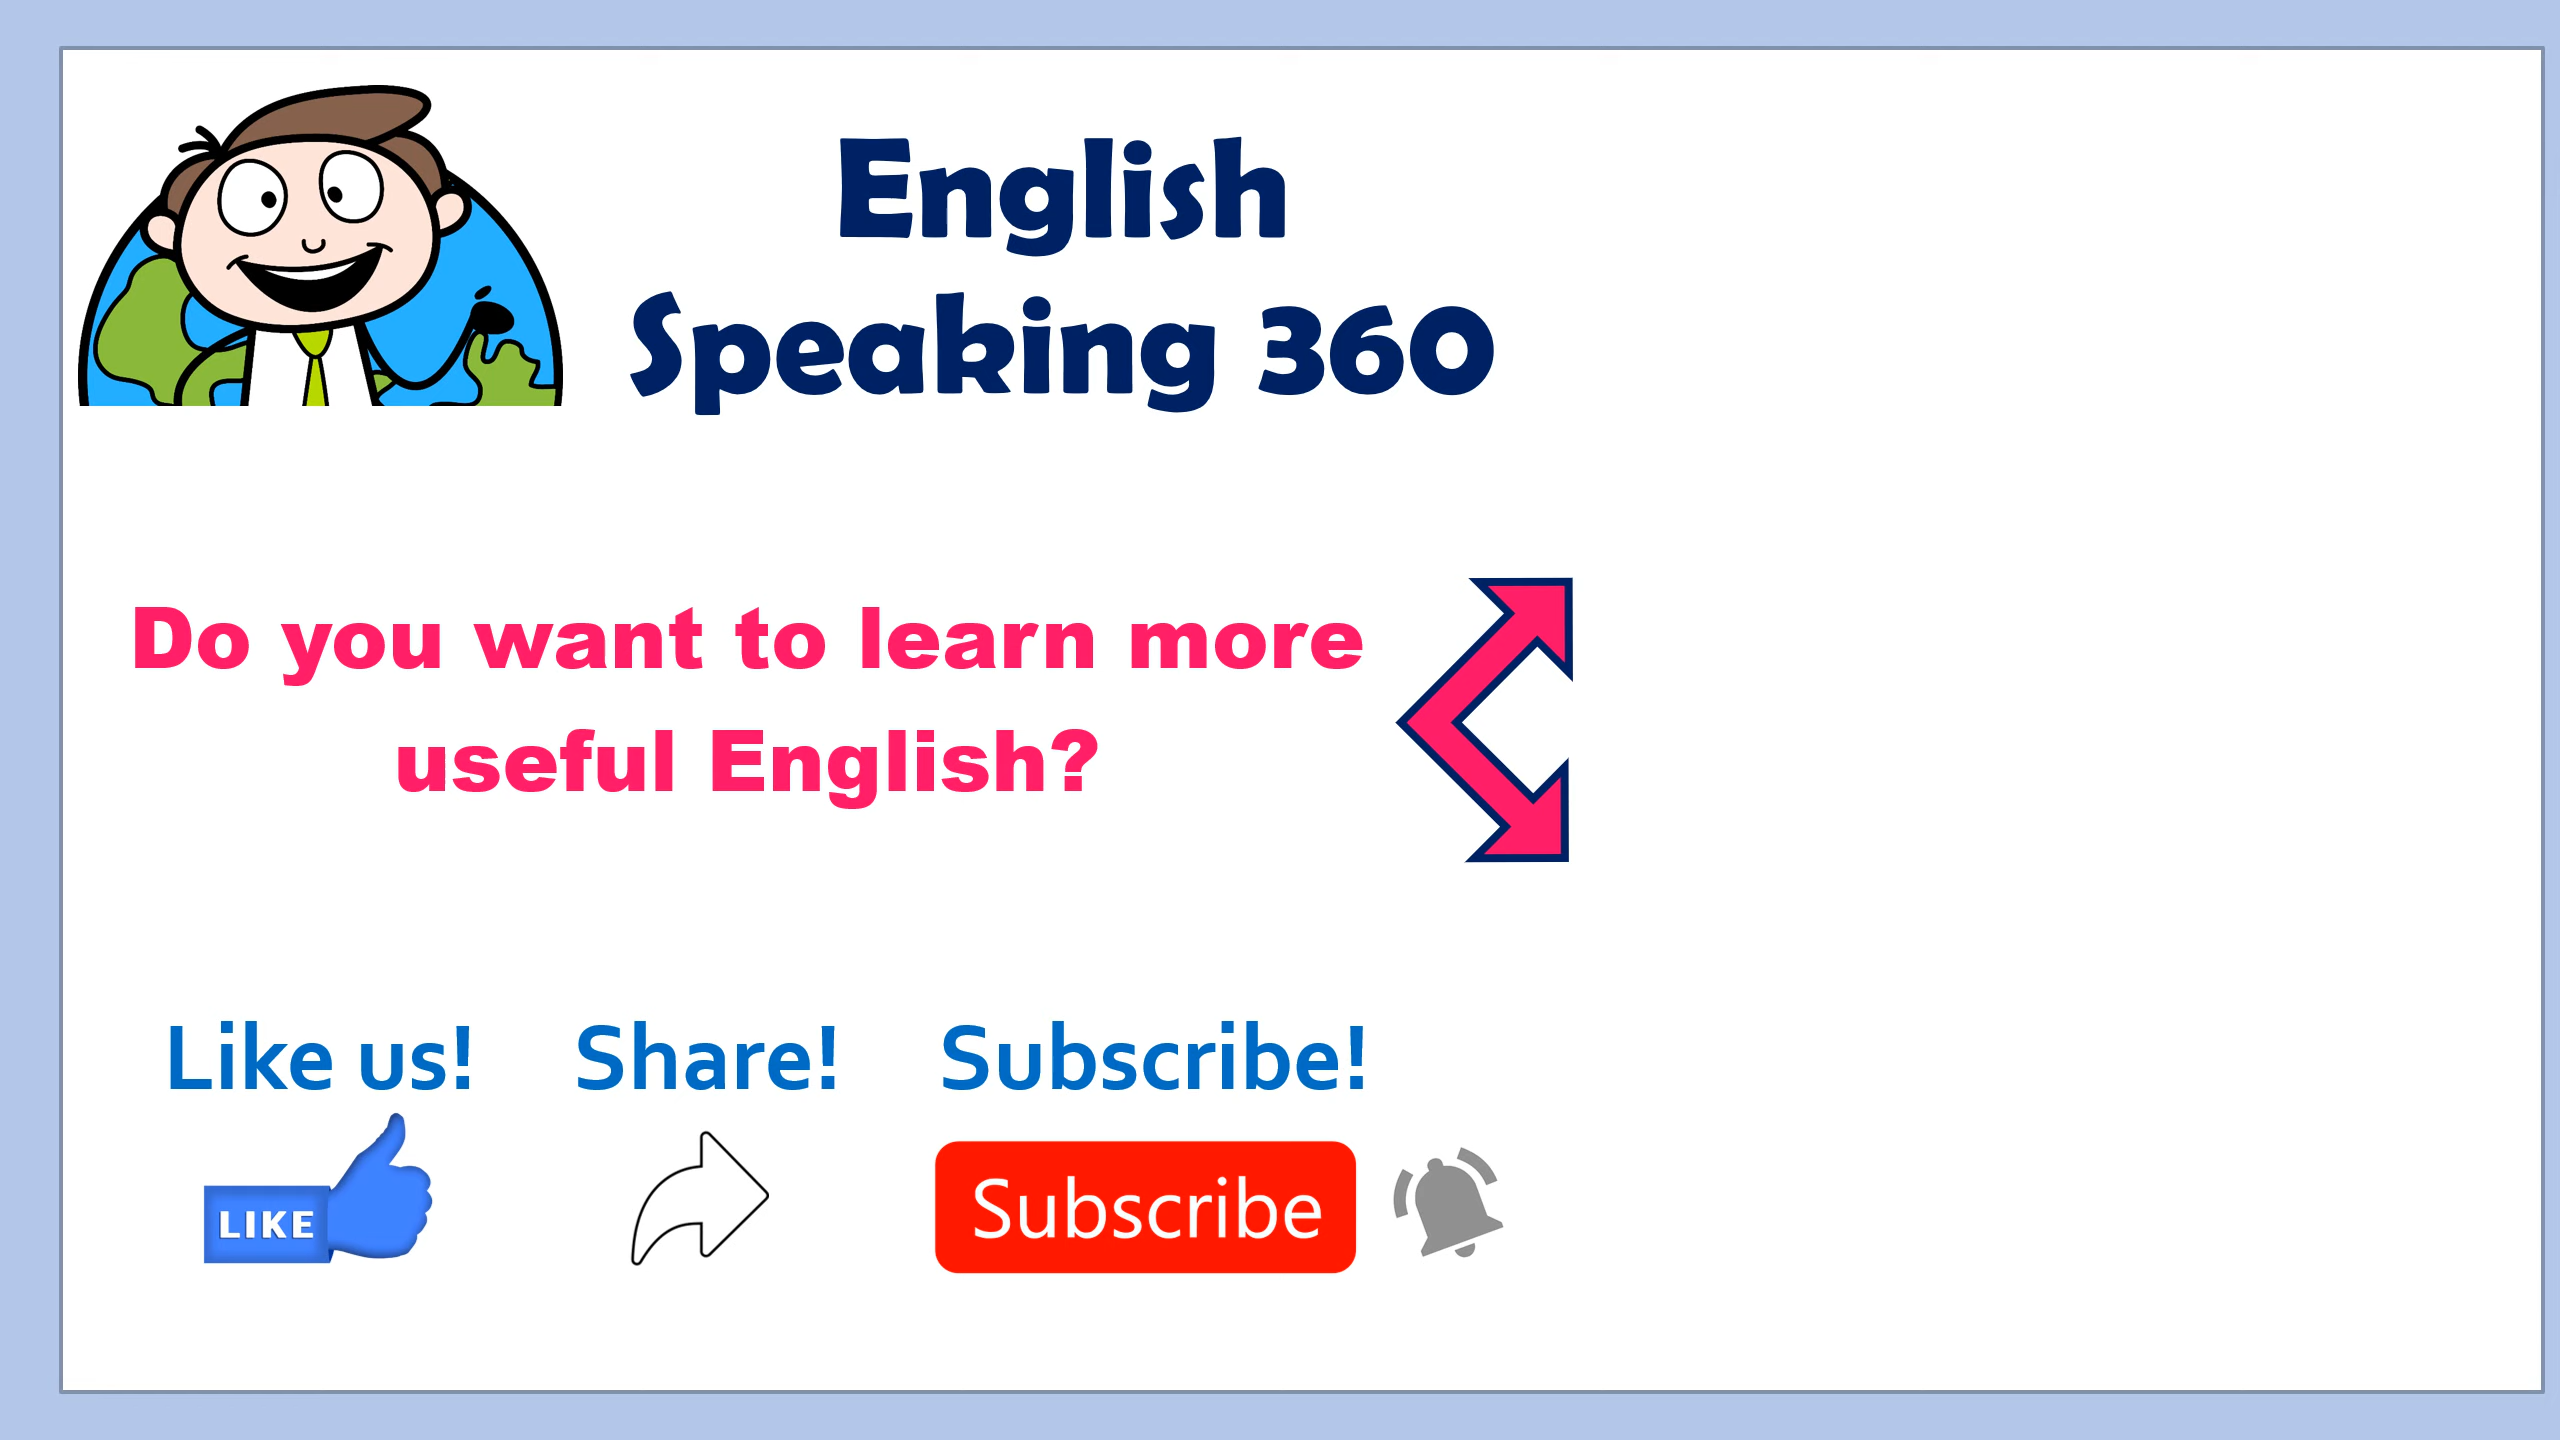 English
Speaking 360
Do you want to learn more
useful English?
Like us!
Share!
Subscribe!
LIKE
Subscribe